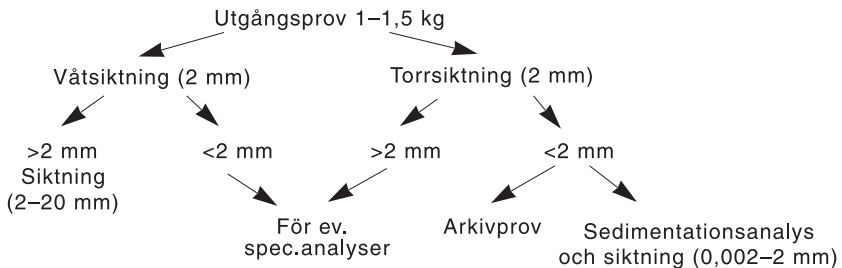 Utgångsprov 1–1,5 kg
Våtsiktning (2 mm)
Torrsiktning (2 mm)
>2 mm
Siktning
(2–20 mm)
<2 mm
>2 mm
<2 mm
För ev.
spec.analyser
Arkivprov
Sedimentationsanalys
och siktning (0,002–2 mm)